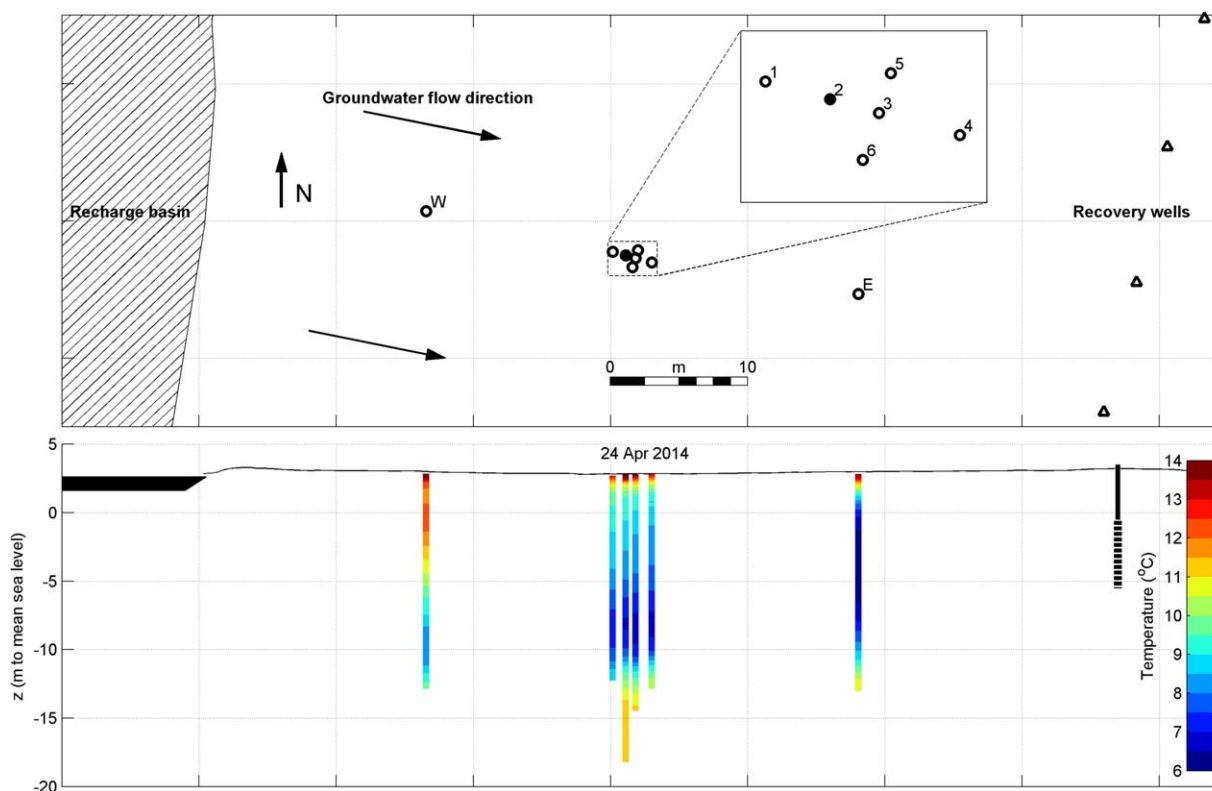 Groundwater flow direction
N
W
Recharge basin
1
2
5
3
4
6
Recovery wells
E
0 m 10
24 Apr 2014
z (m to mean sea level)
5
0
-5
-10
-15
-20
Temperature (°C)
14
13
12
11
10
9
8
7
6